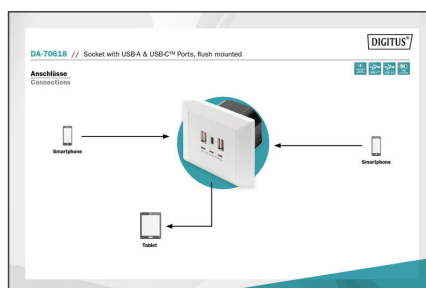 DIGITUS®
DA-70618 // Socket with USB-A & USB-C™ Ports, flush mounted
Anschlüsse
Connections
Smartphone
Smartphone
Tablet